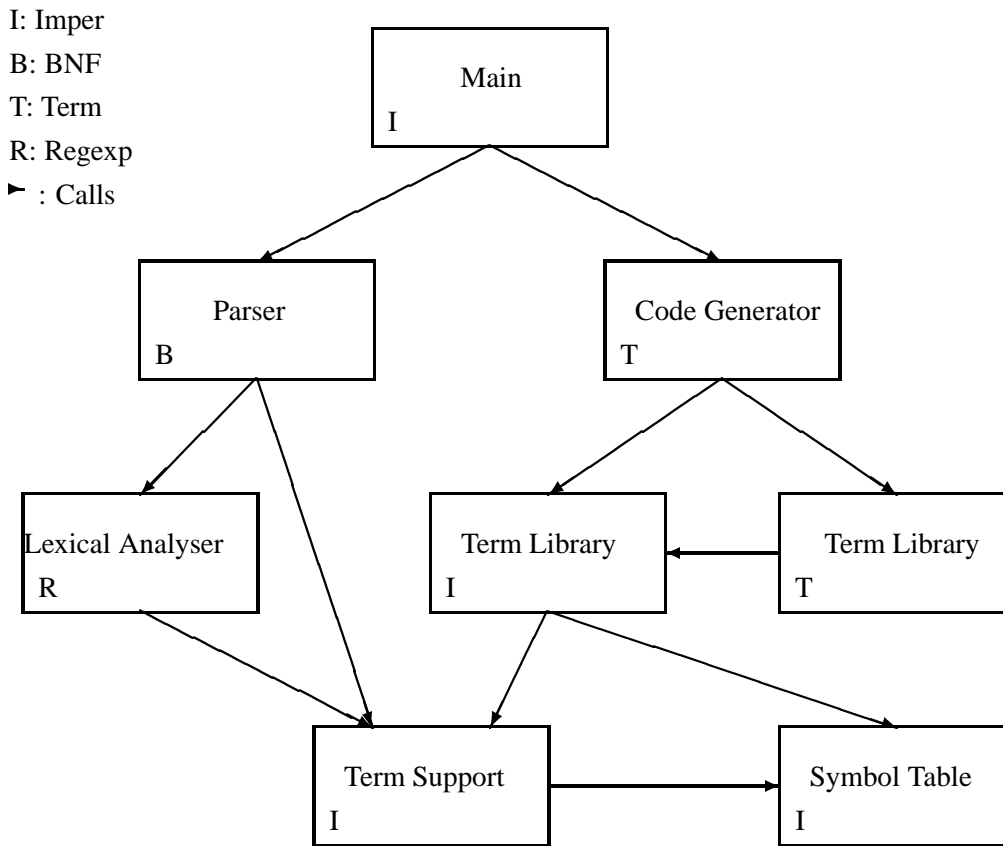 I: Imper
B: BNF
T: Term
R: Regexp
: Calls
Main
I
Parser
B
Code Generator
T
Lexical Analyser
R
Term Library
I
Term Library
T
Term Support
I
Symbol Table
I